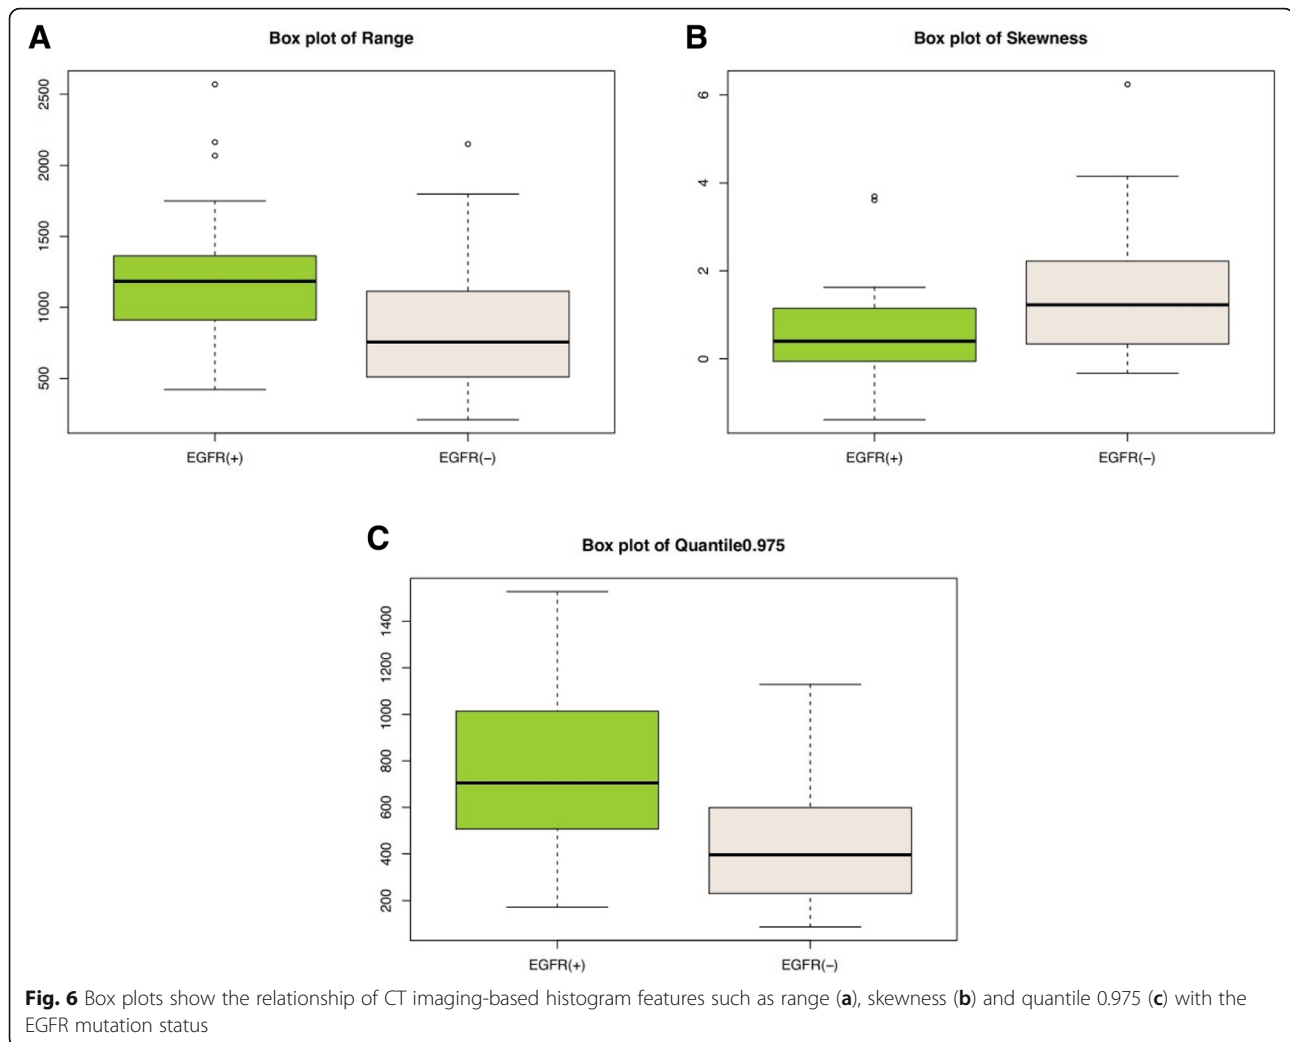 A
Box plot of Range
2500
2000
1500
1000
500
EGFR(+)
EGFR(−)
B
Box plot of Skewness
6
4
2
0
EGFR(+)
EGFR(−)
C
Box plot of Quantile0.975
1400
1200
1000
800
600
400
200
EGFR(+)
EGFR(−)
Fig. 6 Box plots show the relationship of CT imaging-based histogram features such as range (a), skewness (b) and quantile 0.975 (c) with the
EGFR mutation status